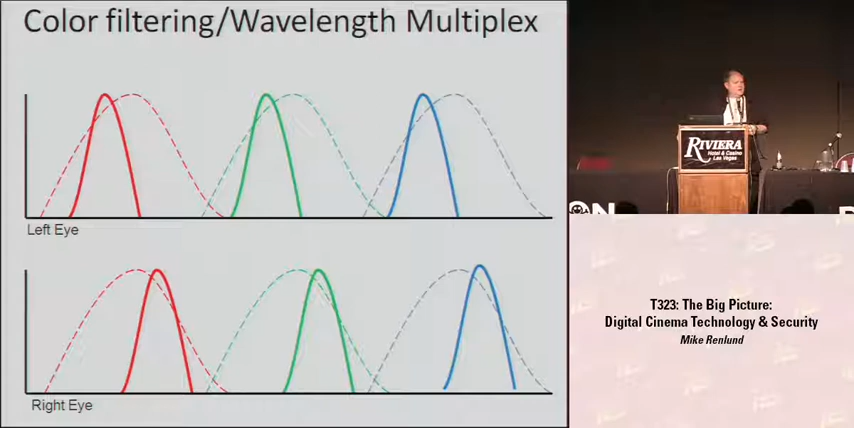 Color filtering/Wavelength Multiplex
Left Eye
Right Eye
RIVIERA
Hotel & Casino
Las Vegas
T323: The Big Picture:
Digital Cinema Technology & Security
Mike Renlund